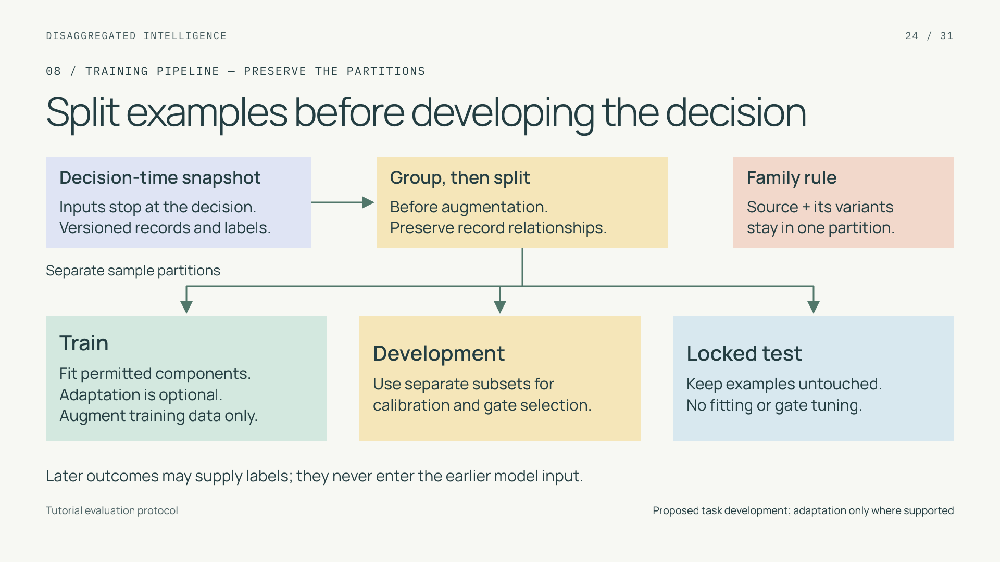 DISAGGREGATED INTELLIGENCE
24 / 31
08 / TRAINING PIPELINE — PRESERVE THE PARTITIONS
Split examples before developing the decision
Decision-time snapshot
Inputs stop at the decision.
Versioned records and labels.
Group, then split
Before augmentation.
Preserve record relationships.
Family rule
Source + its variants
stay in one partition.
Separate sample partitions
Train
Fit permitted components.
Adaptation is optional.
Augment training data only.
Development
Use separate subsets for
calibration and gate selection.
Locked test
Keep examples untouched.
No fitting or gate tuning.
Later outcomes may supply labels; they never enter the earlier model input.
Tutorial evaluation protocol
Proposed task development; adaptation only where supported